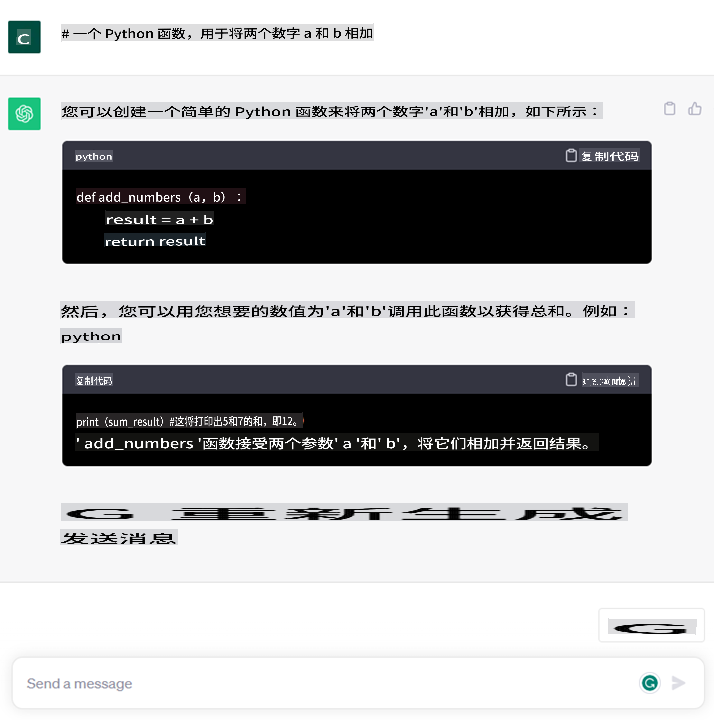 C
# 一个 Python 函数，用于将两个数字 a 和 b 相加
您可以创建一个简单的 Python 函数来将两个数字'a'和'b'相加，如下所示：
python
复制代码
def add_numbers（a，b）：
result = a + b
return result
然后，您可以用您想要的数值为'a'和'b'调用此函数以获得总和。例如：
python
复制代码
print（sum_result）#这将打印出5和7的和，即12。
' add_numbers '函数接受两个参数' a '和' b'，将它们相加并返回结果。
G 重新生成
发送消息
G
Send a message